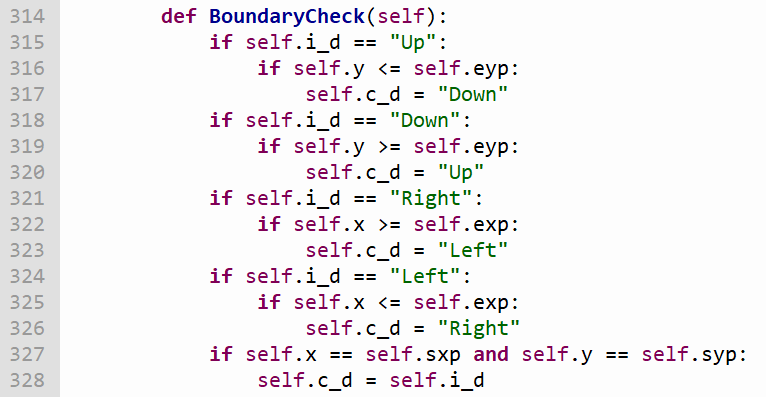 314 def BoundaryCheck(self):
315 if self.i_d == "Up":
316 if self.y <= self.eyp:
317 self.c_d = "Down"
318 if self.i_d == "Down":
319 if self.y >= self.eyp:
320 self.c_d = "Up"
321 if self.i_d == "Right":
322 if self.x >= self.exp:
323 self.c_d = "Left"
324 if self.i_d == "Left":
325 if self.x <= self.exp:
326 self.c_d = "Right"
327 if self.x == self.sxp and self.y == self.syp:
328 self.c_d = self.i_d